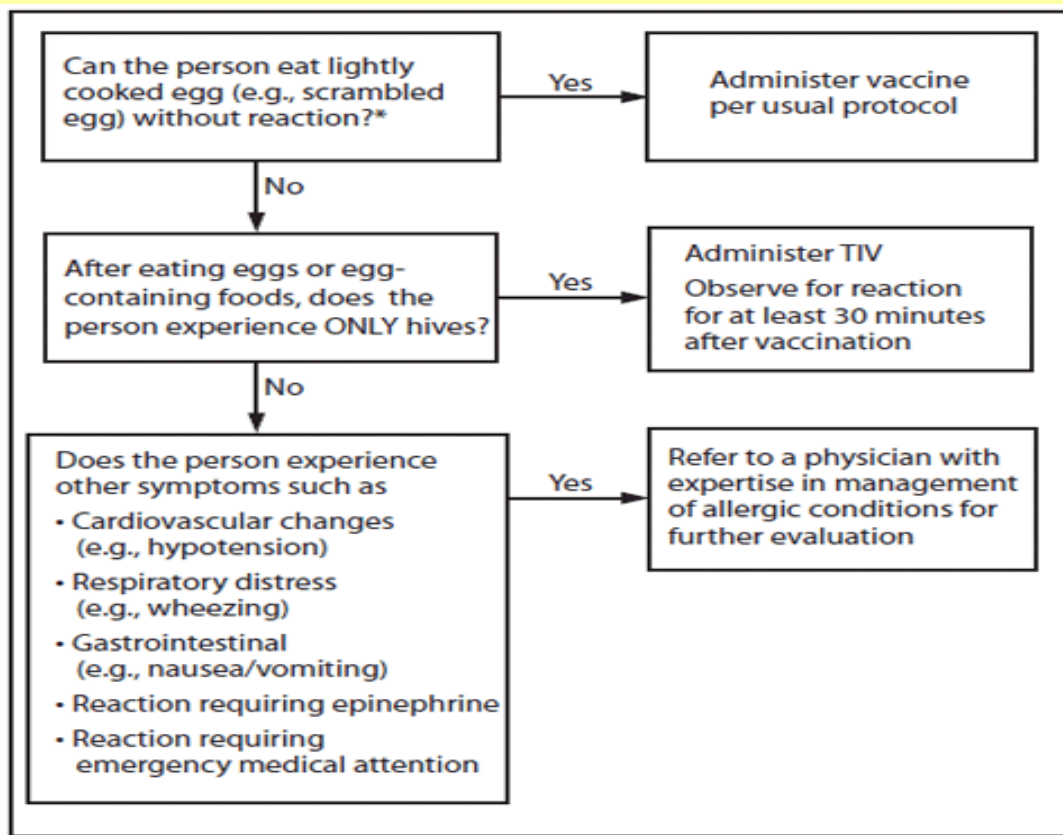 Can the person eat lightly
cooked egg (e.g., scrambled
egg) without reaction?*
Yes
Administer vaccine
per usual protocol
No
After eating eggs or egg-
containing foods, does the
person experience ONLY hives?
Yes
Administer TIV
Observe for reaction
for at least 30 minutes
after vaccination
No
Does the person experience
other symptoms such as
• Cardiovascular changes
(e.g., hypotension)
• Respiratory distress
(e.g., wheezing)
• Gastrointestinal
(e.g., nausea/vomiting)
• Reaction requiring epinephrine
• Reaction requiring
emergency medical attention
Yes
Refer to a physician with
expertise in management
of allergic conditions for
further evaluation